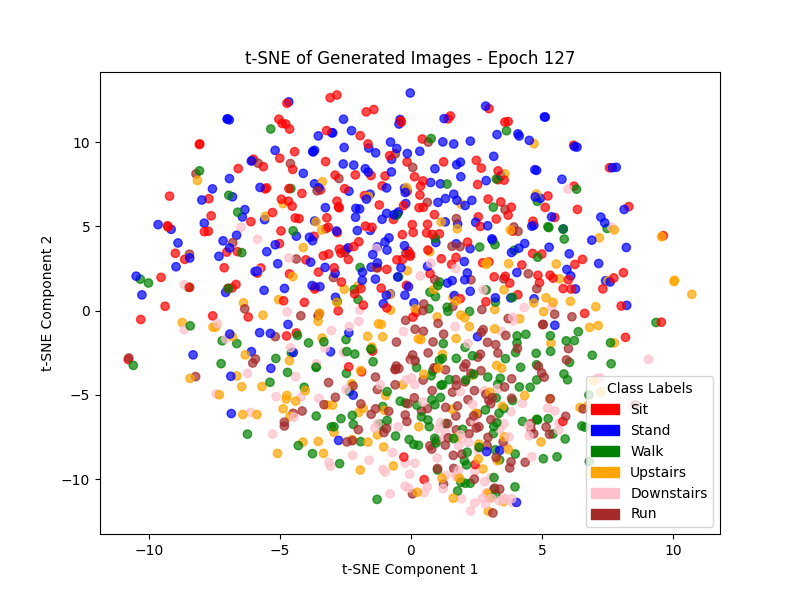 t-SNE of Generated Images - Epoch 127
t-SNE Component 2
10
5
0
−5
−10
Class Labels
Sit
Stand
Walk
Upstairs
Downstairs
Run
−10
−5
0
5
10
t-SNE Component 1